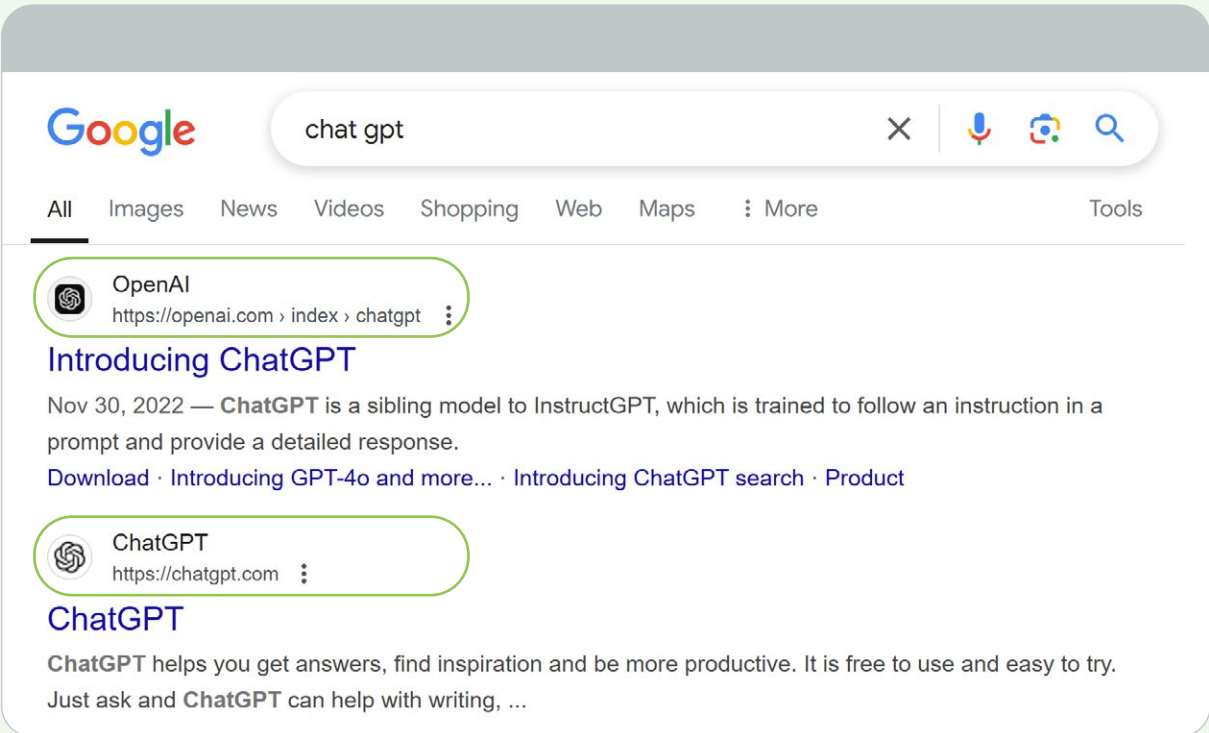 Google
chat gpt
All Images News Videos Shopping Web Maps More Tools
OpenAI
https://openai.com › index › chatgpt
Introducing ChatGPT
Nov 30, 2022 — ChatGPT is a sibling model to InstructGPT, which is trained to follow an instruction in a
prompt and provide a detailed response.
Download · Introducing GPT-4o and more... · Introducing ChatGPT search · Product
ChatGPT
https://chatgpt.com
ChatGPT
ChatGPT helps you get answers, find inspiration and be more productive. It is free to use and easy to try.
Just ask and ChatGPT can help with writing, ...